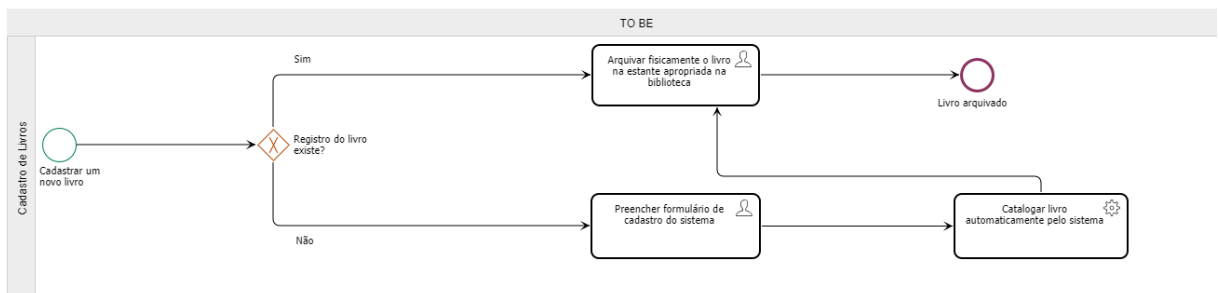 TO BE
Cadastro de Livros
Cadastrar um
novo livro
Registro do livro
existe?
Sim
Não
Arquivar fisicamente o livro
na estante apropriada na
biblioteca
Livro arquivado
Preencher formulário de
cadastro do sistema
Catalogar livro
automaticamente pelo sistema